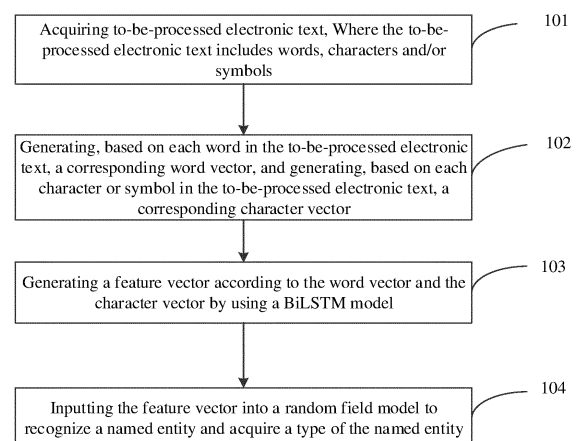 Acquiring to-be-processed electronic text, Where the to-be-
processed electronic text includes words, characters and/or
symbols
101
Generating, based on each word in the to-be-processed electronic
text, a corresponding word vector, and generating, based on each
character or symbol in the to-be-processed electronic text, a
corresponding character vector
102
Generating a feature vector according to the word vector and the
character vector by using a BiLSTM model
103
Inputting the feature vector into a random field model to
recognize a named entity and acquire a type of the named entity
104